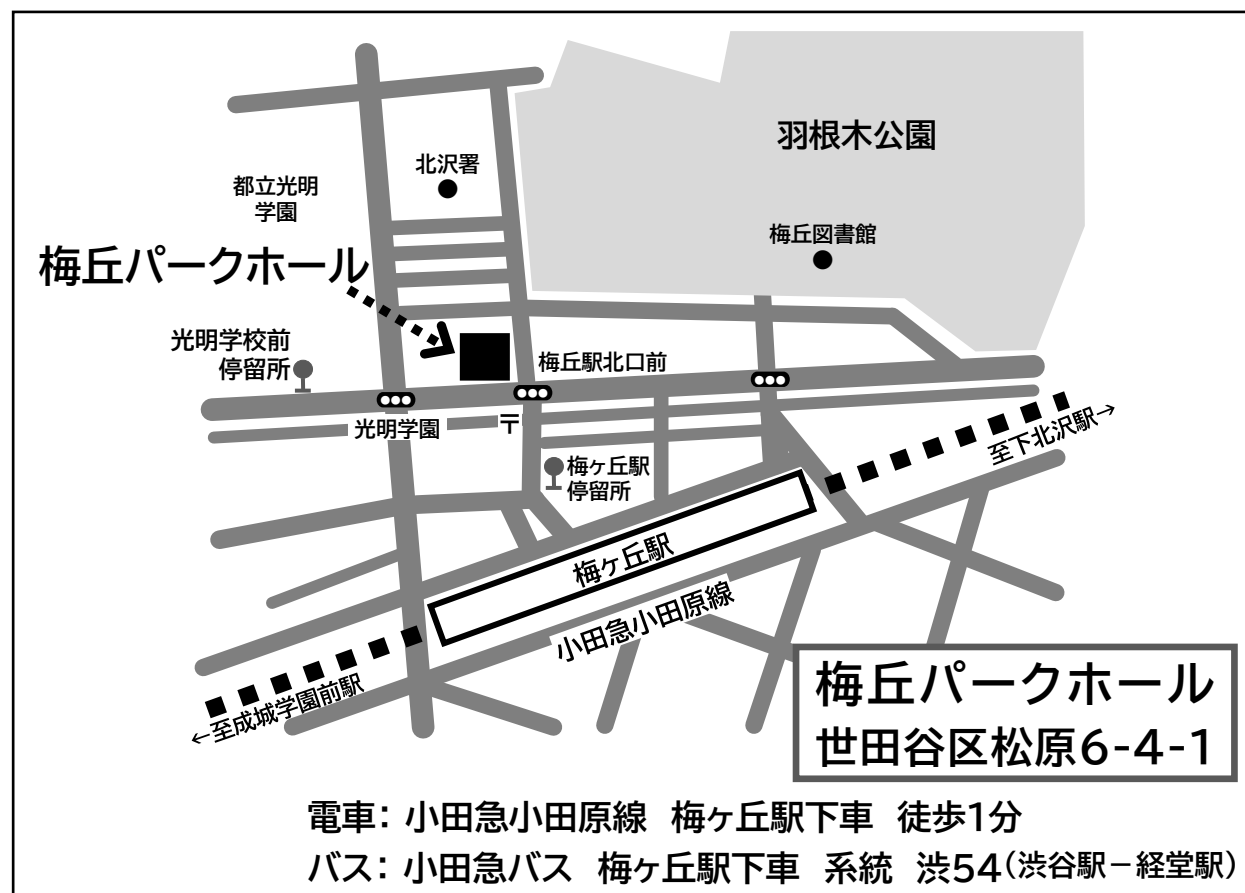 羽根木公園
北沢署
都立光明
学園
梅丘図書館
梅丘パークホール
光明学校前
停留所
梅丘駅北口前
光明学園
〒
梅ヶ丘駅
停留所
至下北沢駅→
梅ヶ丘駅
小田急小田原線
←至成城学園前駅
梅丘パークホール
世田谷区松原6-4-1
電車： 小田急小田原線 梅ヶ丘駅下車 徒歩1分
バス： 小田急バス 梅ヶ丘駅下車 系統 渋54(渋谷駅－経堂駅)